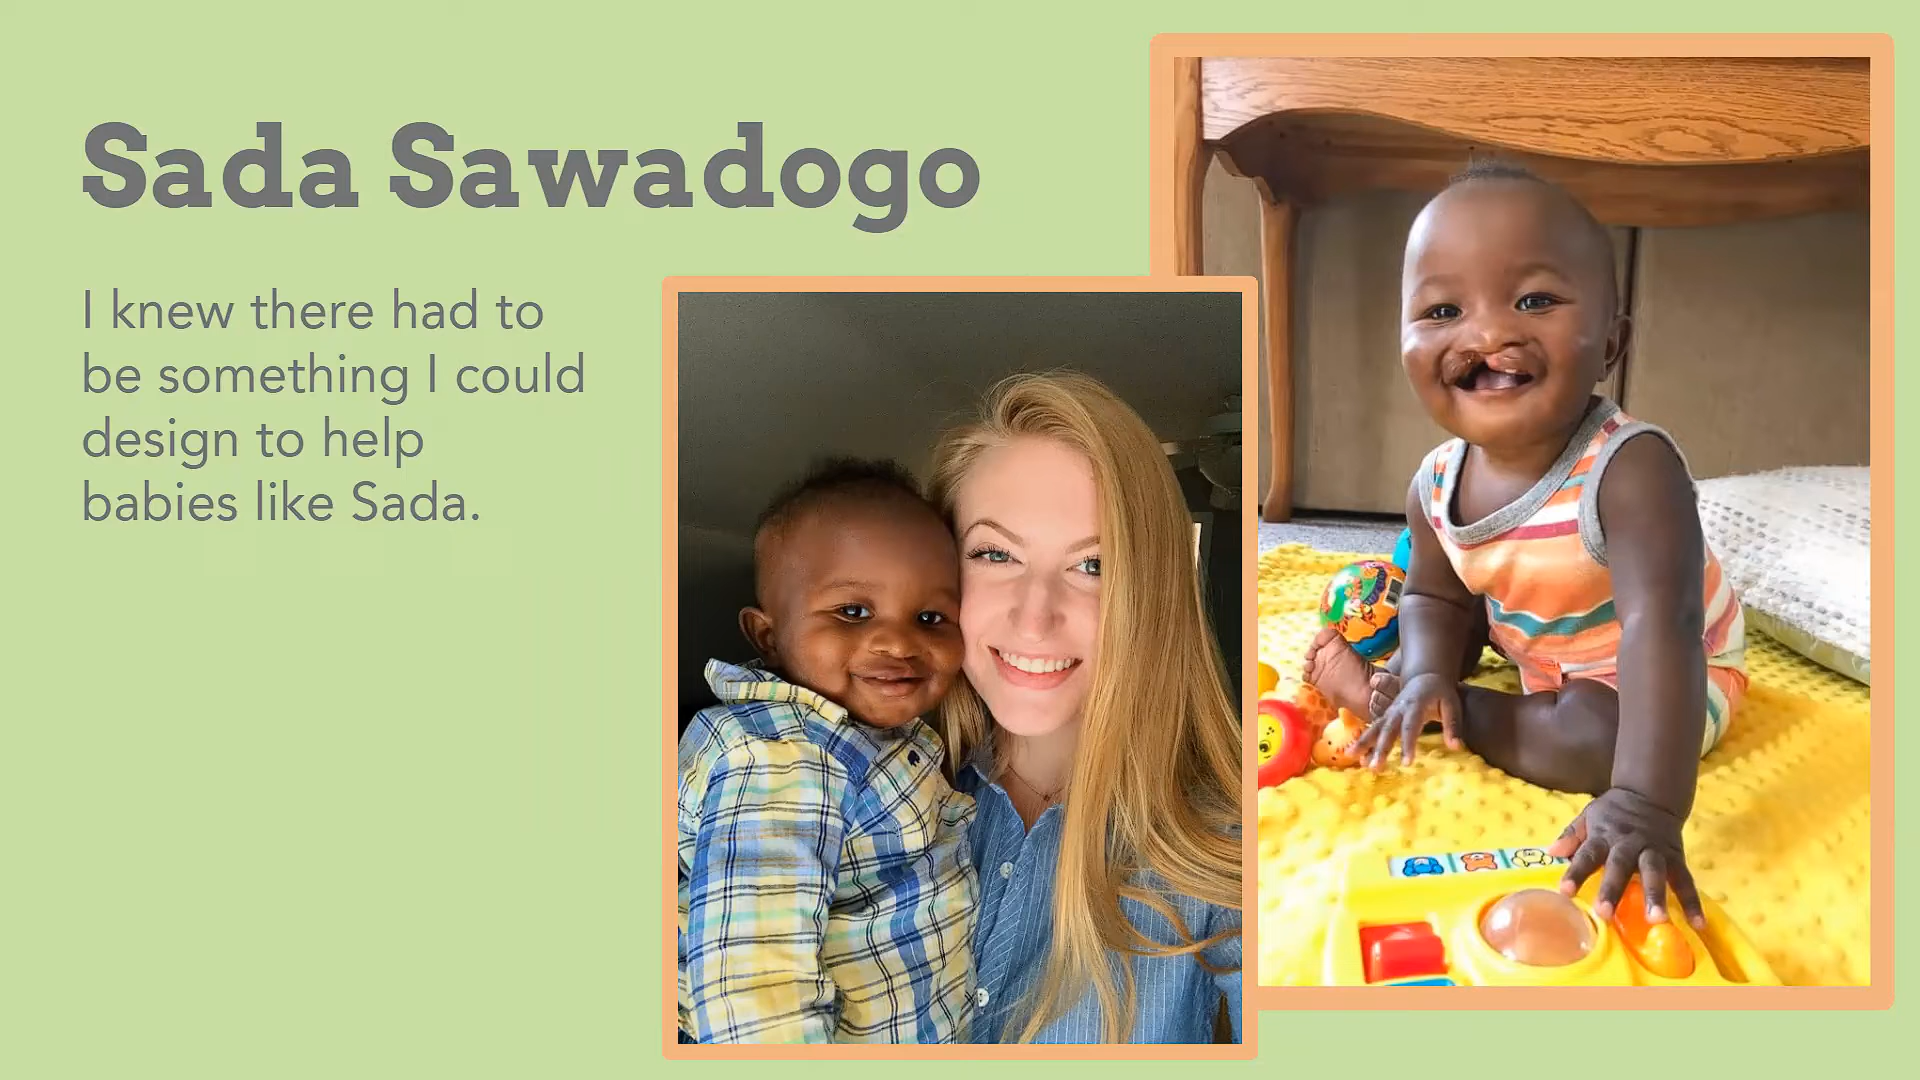 Sada Sawadogo
I knew there had to
be something I could
design to help
babies like Sada.